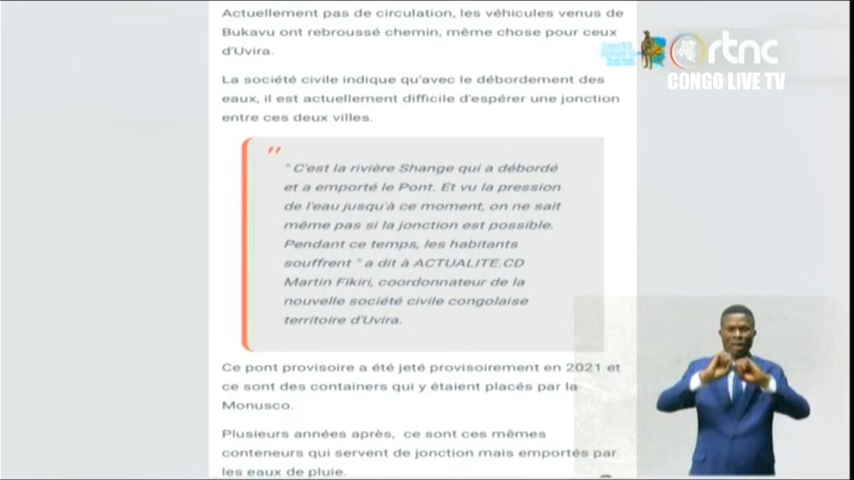 Actuellement pas de circulation, les véhicules venus de
Bukavu ont rebroussé chemin, même chose pour ceux
d'Uvira.
La société civile indique qu'avec le débordement des
eaux, il est actuellement difficile d'espérer une jonction
entre ces deux villes.
"
" C'est la rivière Shange qui a débordé
et a emporté le Pont. Et vu la pression
de l'eau jusqu'à ce moment, on ne sait
même pas si la jonction est possible.
Pendant ce temps, les habitants
souffrent " a dit à ACTUALITE.CD
Martin Fikiri, coordonnateur de la
nouvelle société civile congolaise
territoire d'Uvira.
Ce pont provisoire a été jeté provisoirement en 2021 et
ce sont des containers qui y étaient placés par la
Monusco.
Plusieurs années après, ce sont ces mêmes
conteneurs qui servent de jonction mais emportés par
les eaux de pluie.
rtnc
CONGO LIVE TV